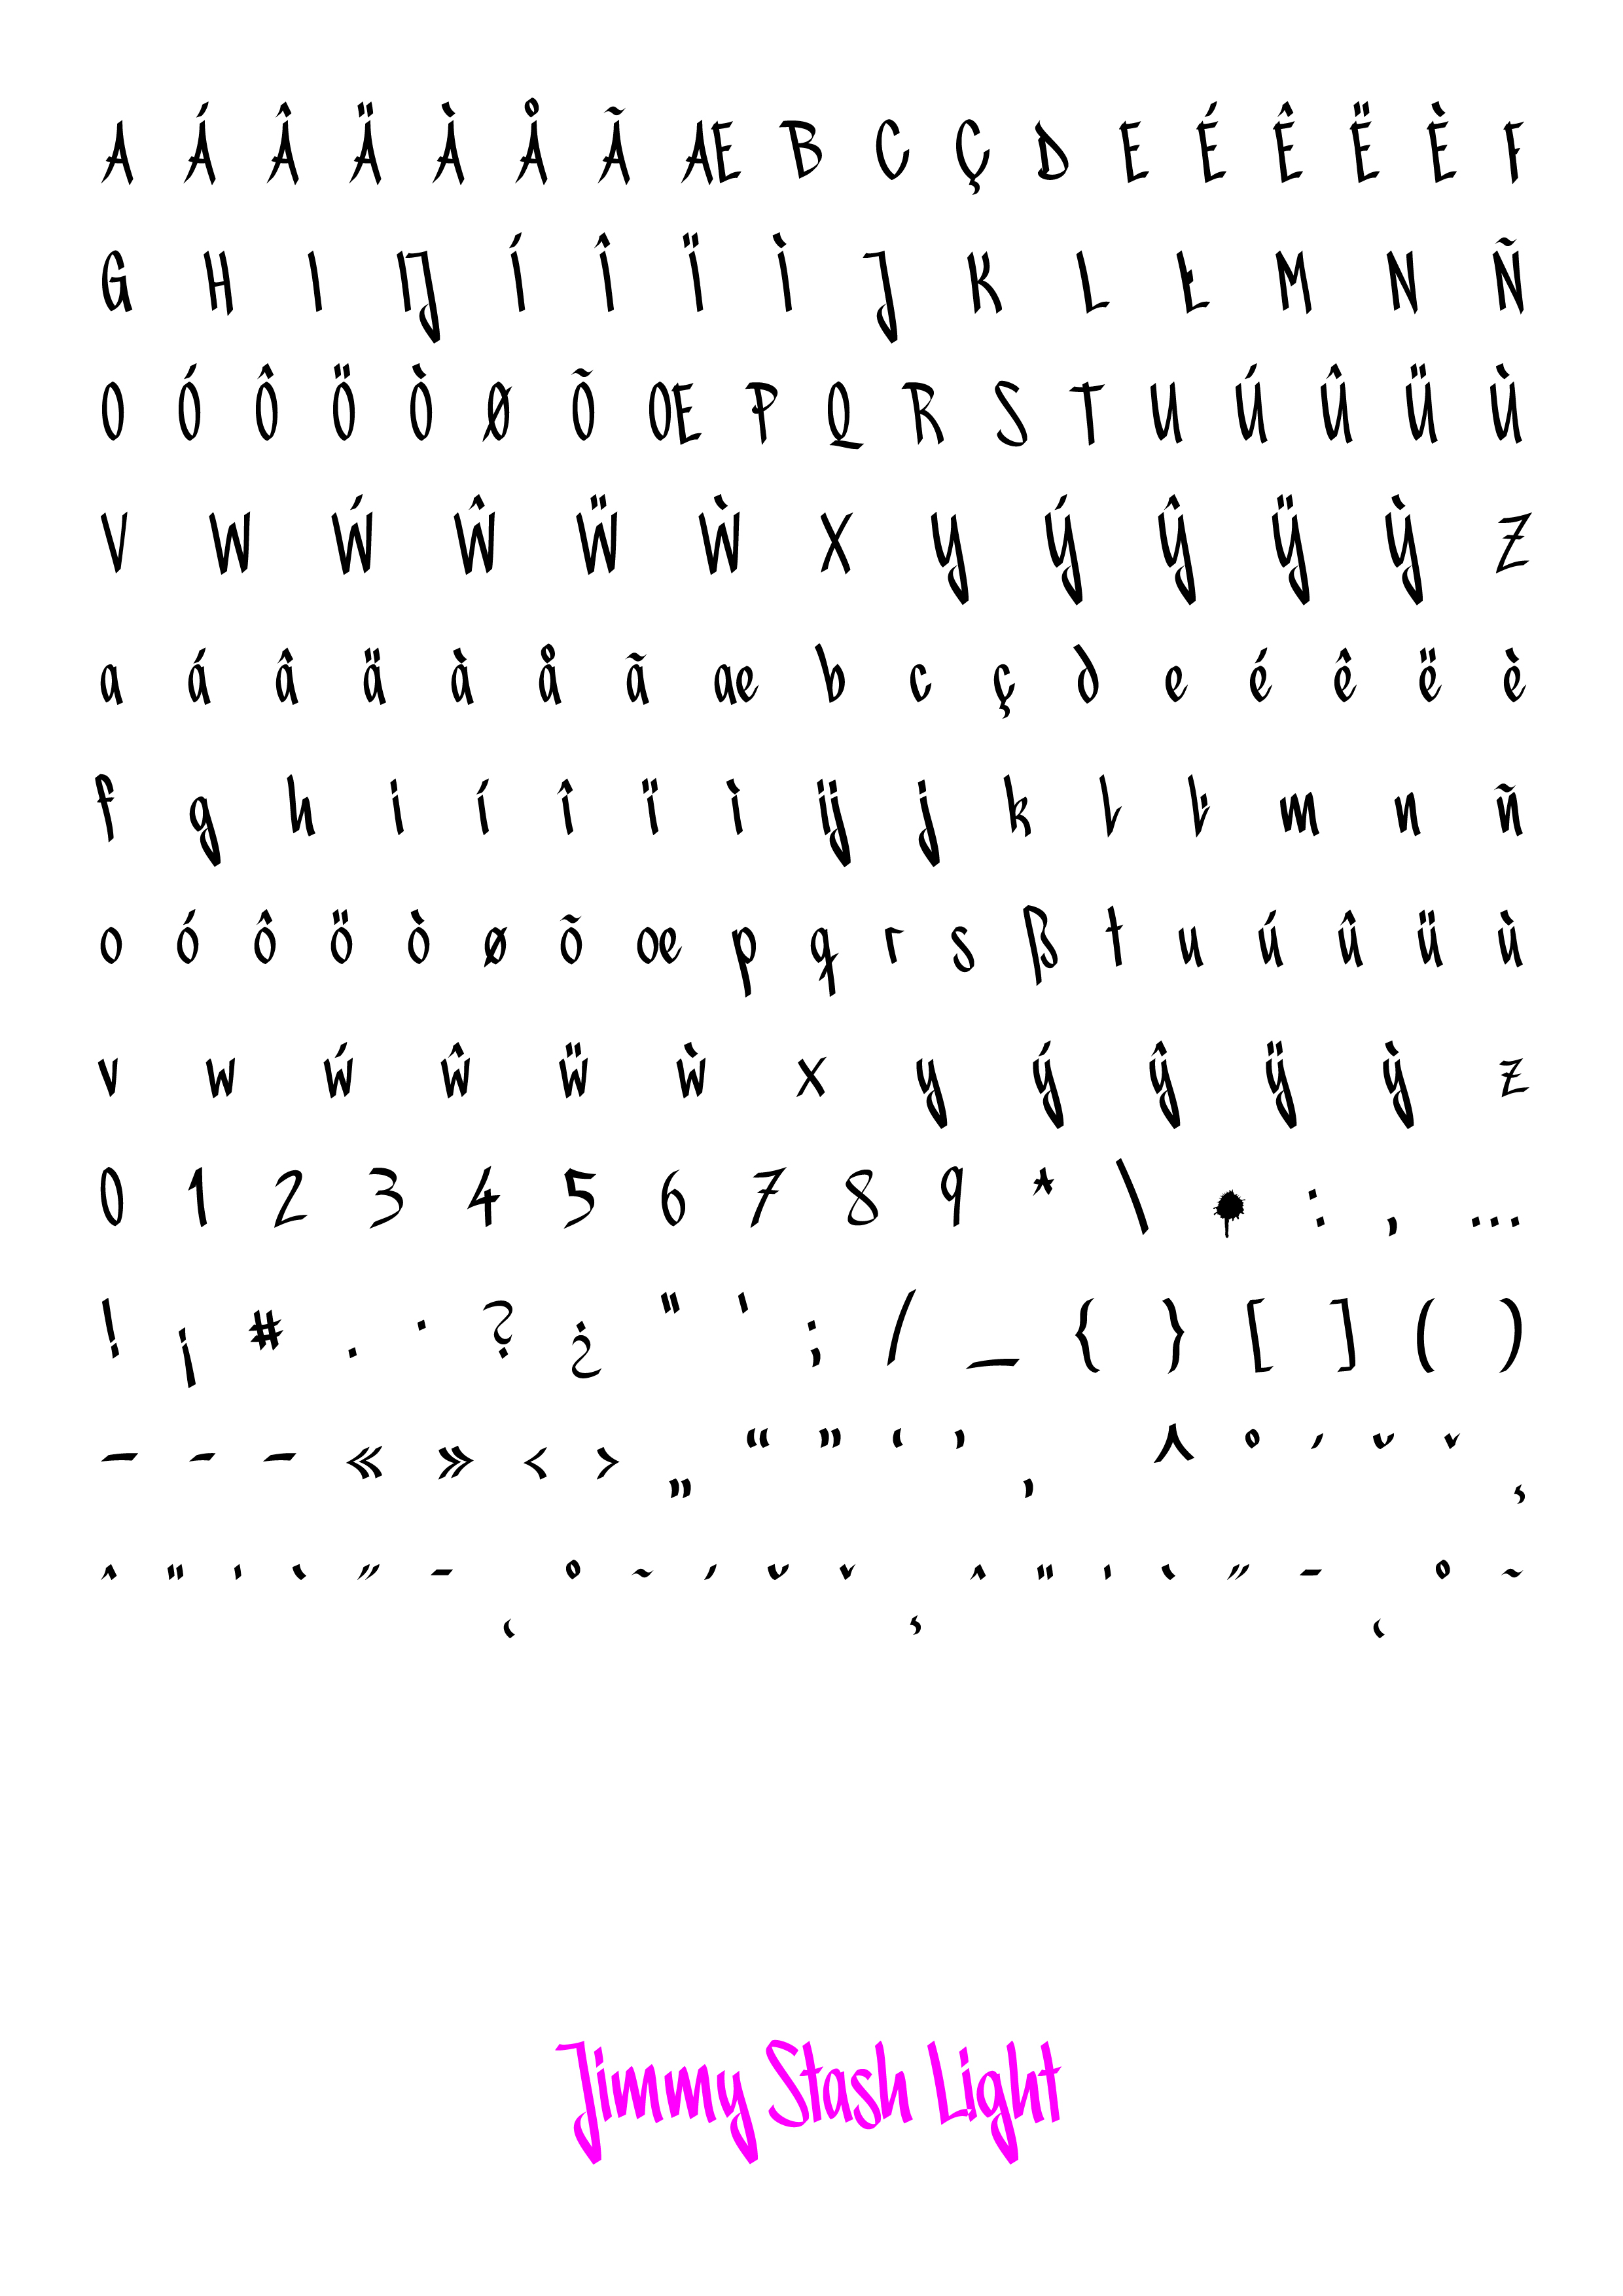 A Á Â Ä À Å Ã Æ B C Ç D E É Ê Ë È F
G H I IJ Í Î Ï Ì J K L Ł M N Ñ
O Ó Ô Ö Ò Ø Õ Œ P Q R S T U Ú Û Ü Ù
V W Ẃ Ŵ Ẅ Ẁ X Y Ý Ŷ Ÿ Ỳ Z
a á â ä à å ã æ b c ç d e é ê ë è
f g h i í î ï ì ij j k l ł m n ñ
o ó ô ö ò ø õ œ p q r s ß t u ú û ü ù
v w ẃ ŵ ẅ ẁ x y ý ŷ ÿ ỳ z
0 1 2 3 4 5 6 7 8 9 * \ • : , …
! ¡ # . · ? ¿ " ' ; / _ { } [ ] ( )
— - – « » ‹ › „ “ ” ‘ ’ ‚ ^ ° ´ ˘ ˇ ¸
ˆ ¨ ˙ ` ˝ ¯ ˛ ˚ ˜ ´ ˘ ˇ ¸ ˆ ¨ ˙ ` ˝ ¯ ˛ ˚ ˜
Jimmy Stash Light